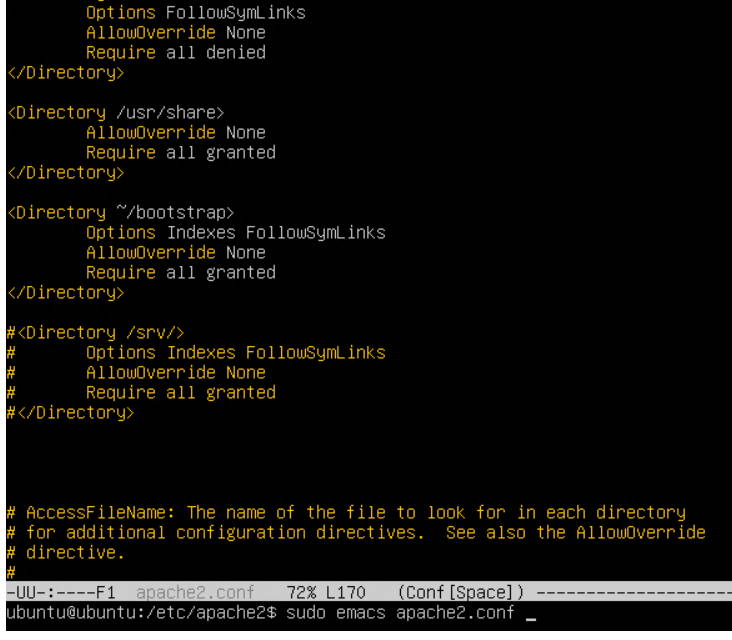 Options FollowSymLinks
AllowOverride None
Require all denied
</Directory>
<Directory /usr/share>
AllowOverride None
Require all granted
</Directory>
<Directory ~/bootstrap>
Options Indexes FollowSymLinks
AllowOverride None
Require all granted
</Directory>
#<Directory /srv/>
# Options Indexes FollowSymLinks
# AllowOverride None
# Require all granted
#</Directory>
# AccessFileName: The name of the file to look for in each directory
# for additional configuration directives. See also the AllowOverride
# directive.
#
-UU-:----F1 apache2.conf 72% L170 (Conf[Space]) --------------------
ubuntu@ubuntu:/etc/apache2$ sudo emacs apache2.conf _